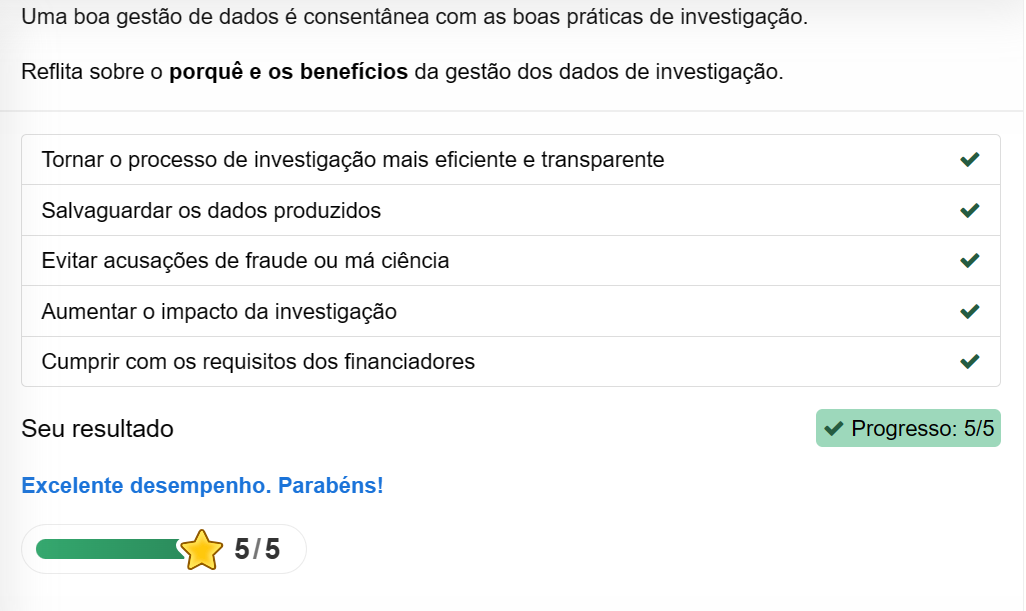 Uma boa gestão de dados é consentânea com as boas práticas de investigação.
Reflita sobre o porquê e os benefícios da gestão dos dados de investigação.
Tornar o processo de investigação mais eficiente e transparente
Salvaguardar os dados produzidos
Evitar acusações de fraude ou má ciência
Aumentar o impacto da investigação
Cumprir com os requisitos dos financiadores
Seu resultado
Progresso: 5/5
Excelente desempenho. Parabéns!
5/5